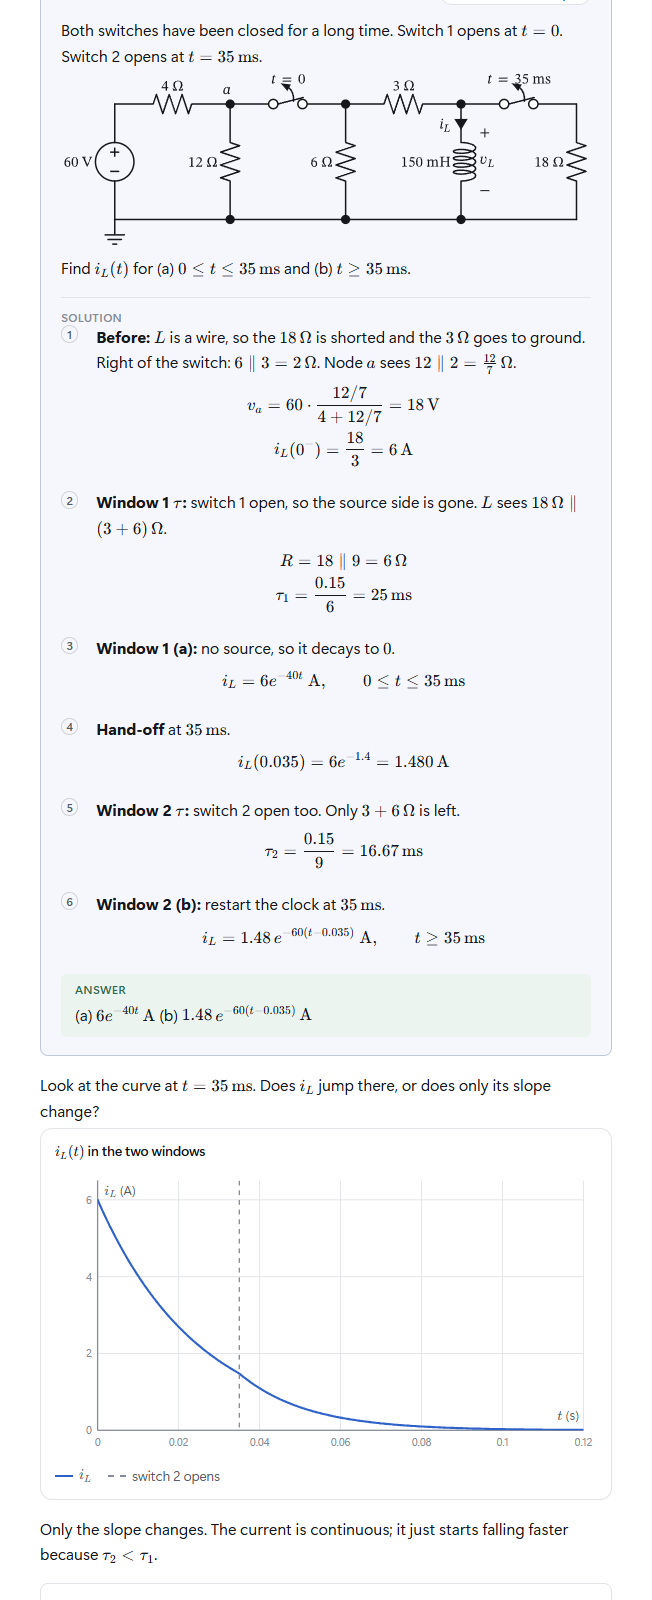 Both switches have been closed for a long time. Switch 1 opens at t = 0.
Switch 2 opens at t = 35 ms.
4 Ω
a
t = 0
3 Ω
t = 35 ms
i_L
+
60 V
+
−
12 Ω
6 Ω
150 mH
v_L
18 Ω
−
Find i_L(t) for (a) 0 ≤ t ≤ 35 ms and (b) t ≥ 35 ms.
SOLUTION
1 Before: L is a wire, so the 18 Ω is shorted and the 3 Ω goes to ground.
Right of the switch: 6 ∥ 3 = 2 Ω. Node a sees 12 ∥ 2 = 12/7 Ω.
v_a = 60 · (12/7)/(4 + 12/7) = 18 V
i_L(0⁻) = 18/3 = 6 A
2 Window 1 τ: switch 1 open, so the source side is gone. L sees 18 Ω ∥
(3 + 6) Ω.
R = 18 ∥ 9 = 6 Ω
τ₁ = 0.15/6 = 25 ms
3 Window 1 (a): no source, so it decays to 0.
i_L = 6e^{−40t} A, 0 ≤ t ≤ 35 ms
4 Hand-off at 35 ms.
i_L(0.035) = 6e^{−1.4} = 1.480 A
5 Window 2 τ: switch 2 open too. Only 3 + 6 Ω is left.
τ₂ = 0.15/9 = 16.67 ms
6 Window 2 (b): restart the clock at 35 ms.
i_L = 1.48 e^{−60(t−0.035)} A, t ≥ 35 ms
ANSWER
(a) 6e^{−40t} A (b) 1.48 e^{−60(t−0.035)} A
Look at the curve at t = 35 ms. Does i_L jump there, or does only its slope
change?
i_L(t) in the two windows
i_L (A)
6
4
2
0
t (s)
0 0.02 0.04 0.06 0.08 0.1 0.12
i_L switch 2 opens
Only the slope changes. The current is continuous; it just starts falling faster
because τ₂ < τ₁.